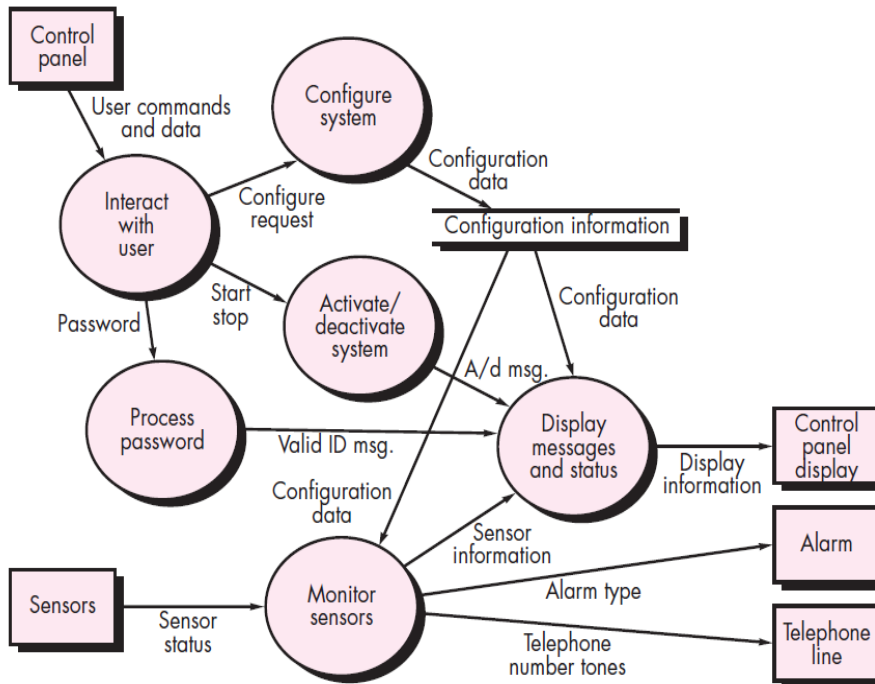 Control
panel
User commands
and data
Configure
system
Interact
with
user
Configure
request
Configuration
data
Configuration information
Start
stop
Activate/
deactivate
system
Configuration
data
Password
A/d msg.
Process
password
Valid ID msg.
Display
messages
and status
Control
panel
display
Display
information
Configuration
data
Sensor
information
Alarm
Sensors
Sensor
status
Monitor
sensors
Alarm type
Telephone
number tones
Telephone
line